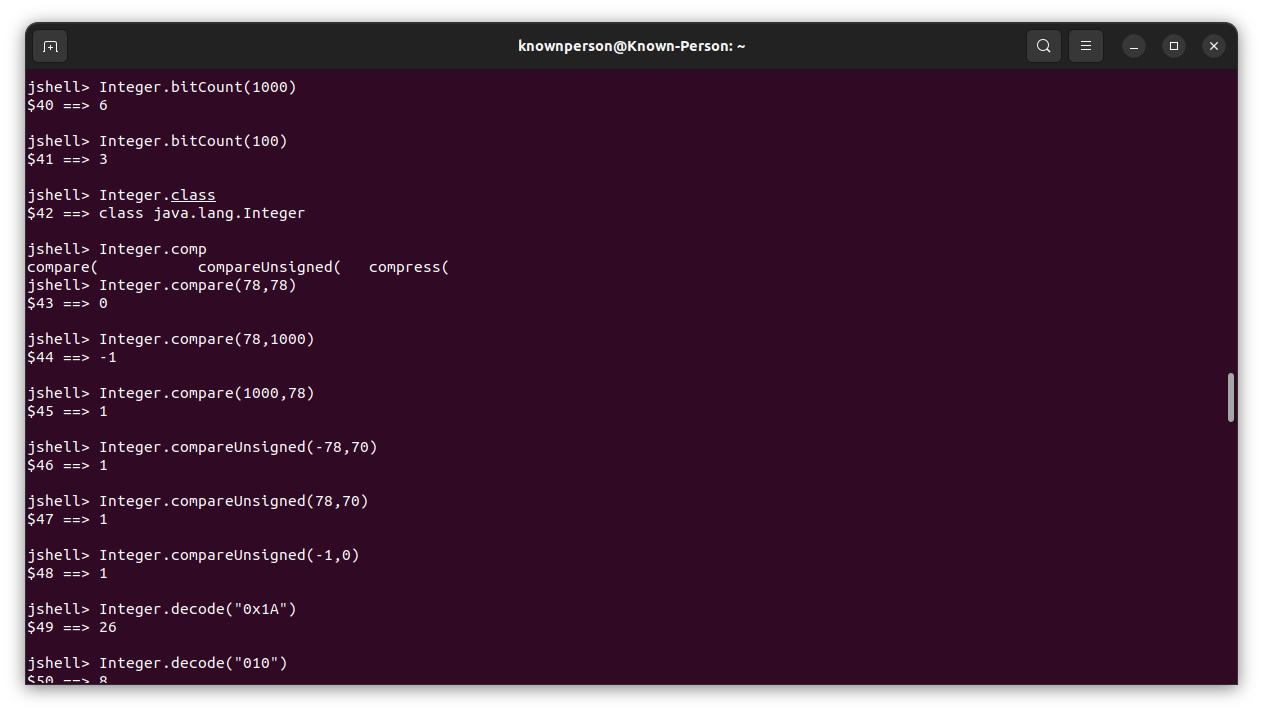 knownperson@Known-Person: ~
jshell> Integer.bitCount(1000)
$40 ==> 6
jshell> Integer.bitCount(100)
$41 ==> 3
jshell> Integer.class
$42 ==> class java.lang.Integer
jshell> Integer.comp
compare(           compareUnsigned(   compress(
jshell> Integer.compare(78,78)
$43 ==> 0
jshell> Integer.compare(78,1000)
$44 ==> -1
jshell> Integer.compare(1000,78)
$45 ==> 1
jshell> Integer.compareUnsigned(-78,70)
$46 ==> 1
jshell> Integer.compareUnsigned(78,70)
$47 ==> 1
jshell> Integer.compareUnsigned(-1,0)
$48 ==> 1
jshell> Integer.decode("0x1A")
$49 ==> 26
jshell> Integer.decode("010")
$50 ==> 8